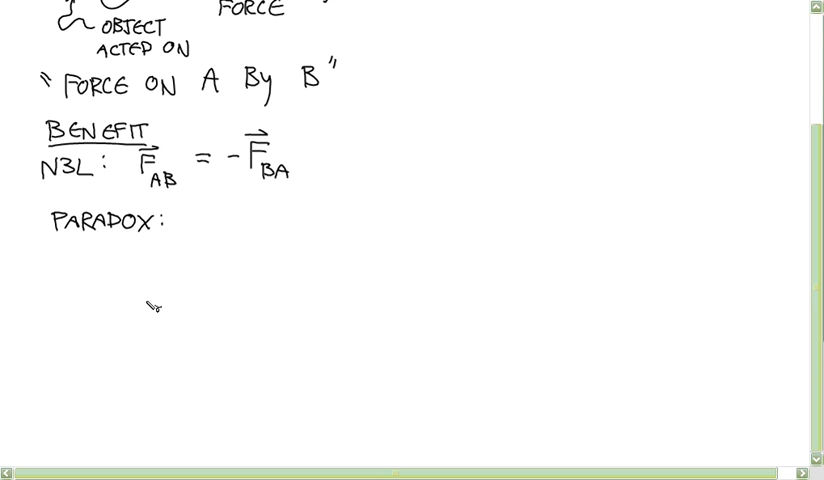 FORCE
OBJECT
ACTED ON
"FORCE ON A By B"
BENEFIT
N3L: F⃗AB = -F⃗BA
PARADOX: